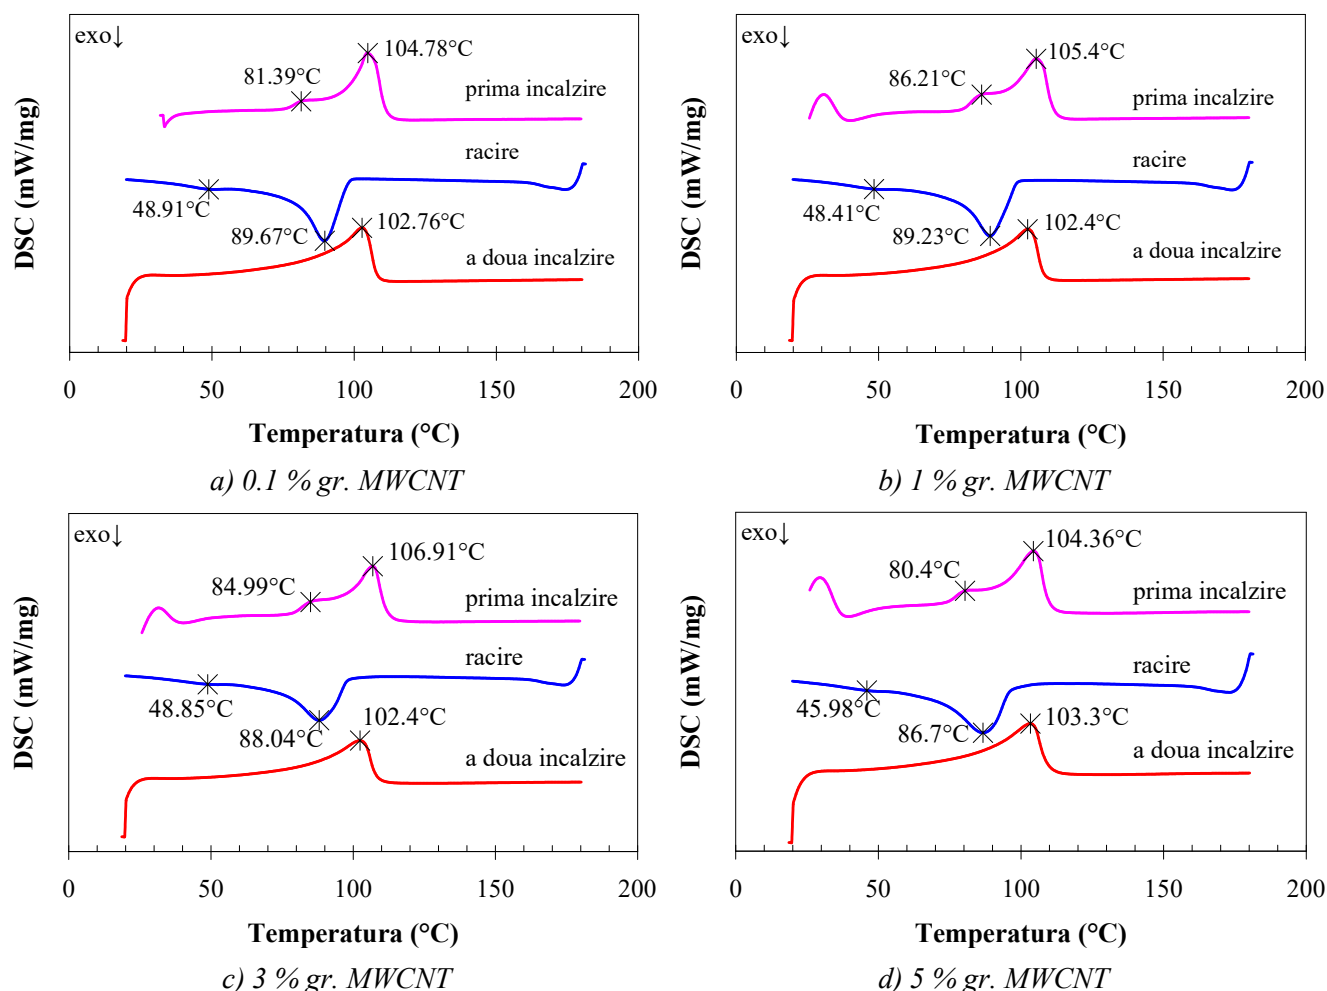 exo↓
104.78°C
81.39°C
prima incalzire
racire
48.91°C
89.67°C
102.76°C
a doua incalzire
DSC (mW/mg)
0 50 100 150 200
Temperatura (°C)
a) 0.1 % gr. MWCNT
exo↓
105.4°C
86.21°C
prima incalzire
racire
48.41°C
89.23°C
102.4°C
a doua incalzire
DSC (mW/mg)
0 50 100 150 200
Temperatura (°C)
b) 1 % gr. MWCNT
exo↓
106.91°C
84.99°C
prima incalzire
racire
48.85°C
88.04°C
102.4°C
a doua incalzire
DSC (mW/mg)
0 50 100 150 200
Temperatura (°C)
c) 3 % gr. MWCNT
exo↓
104.36°C
80.4°C
prima incalzire
racire
45.98°C
86.7°C
103.3°C
a doua incalzire
DSC (mW/mg)
0 50 100 150 200
Temperatura (°C)
d) 5 % gr. MWCNT